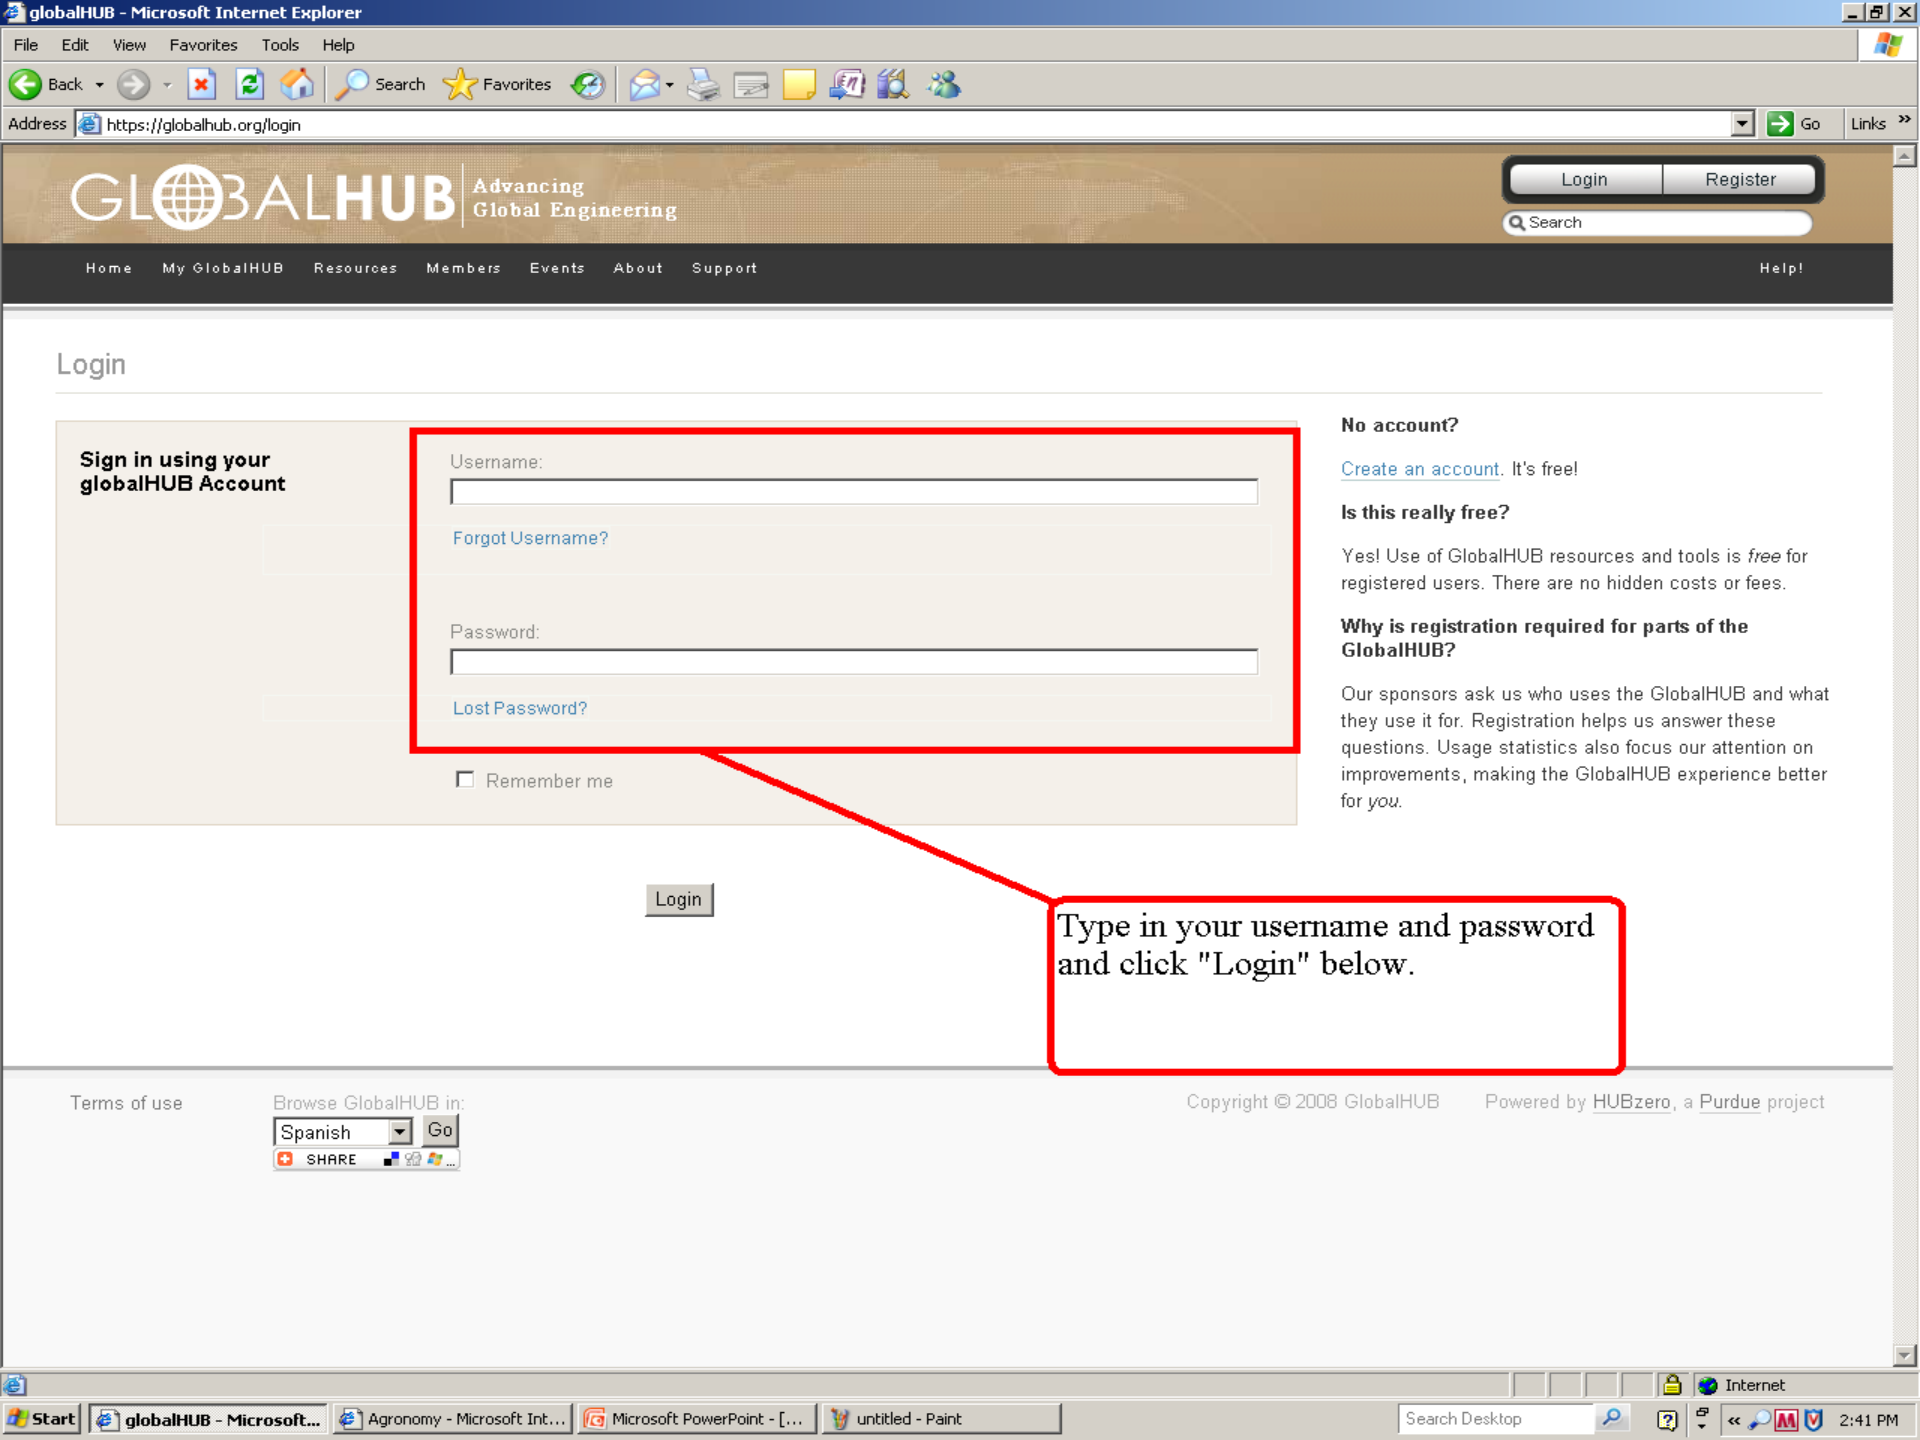 globalHUB - Microsoft Internet Explorer
File Edit View Favorites Tools Help
Back Search Favorites
Address https://globalhub.org/login Go Links »
GLOBALHUB
Advancing
Global Engineering
Login Register
Search
Home My GlobalHUB Resources Members Events About Support Help!
Login
Sign in using your
globalHUB Account
Username:
Forgot Username?
Password:
Lost Password?
Remember me
Login
No account?
Create an account. It's free!
Is this really free?
Yes! Use of GlobalHUB resources and tools is free for
registered users. There are no hidden costs or fees.
Why is registration required for parts of the
GlobalHUB?
Our sponsors ask us who uses the GlobalHUB and what
they use it for. Registration helps us answer these
questions. Usage statistics also focus our attention on
improvements, making the GlobalHUB experience better
for you.
Type in your username and password
and click "Login" below.
Terms of use
Browse GlobalHUB in:
Spanish Go
SHARE ...
Copyright © 2008 GlobalHUB Powered by HUBzero, a Purdue project
Internet
Start globalHUB - Microsoft... Agronomy - Microsoft Int... Microsoft PowerPoint - [... untitled - Paint Search Desktop « 2:41 PM